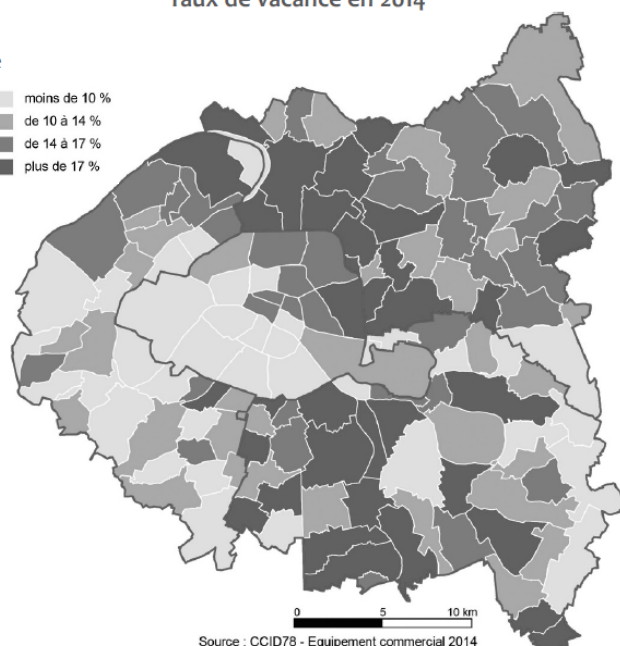 Taux de vacance en 2014
moins de 10 %
de 10 à 14 %
de 14 à 17 %
plus de 17 %
0 5 10 km
Source : CCID78 - Equipement commercial 2014